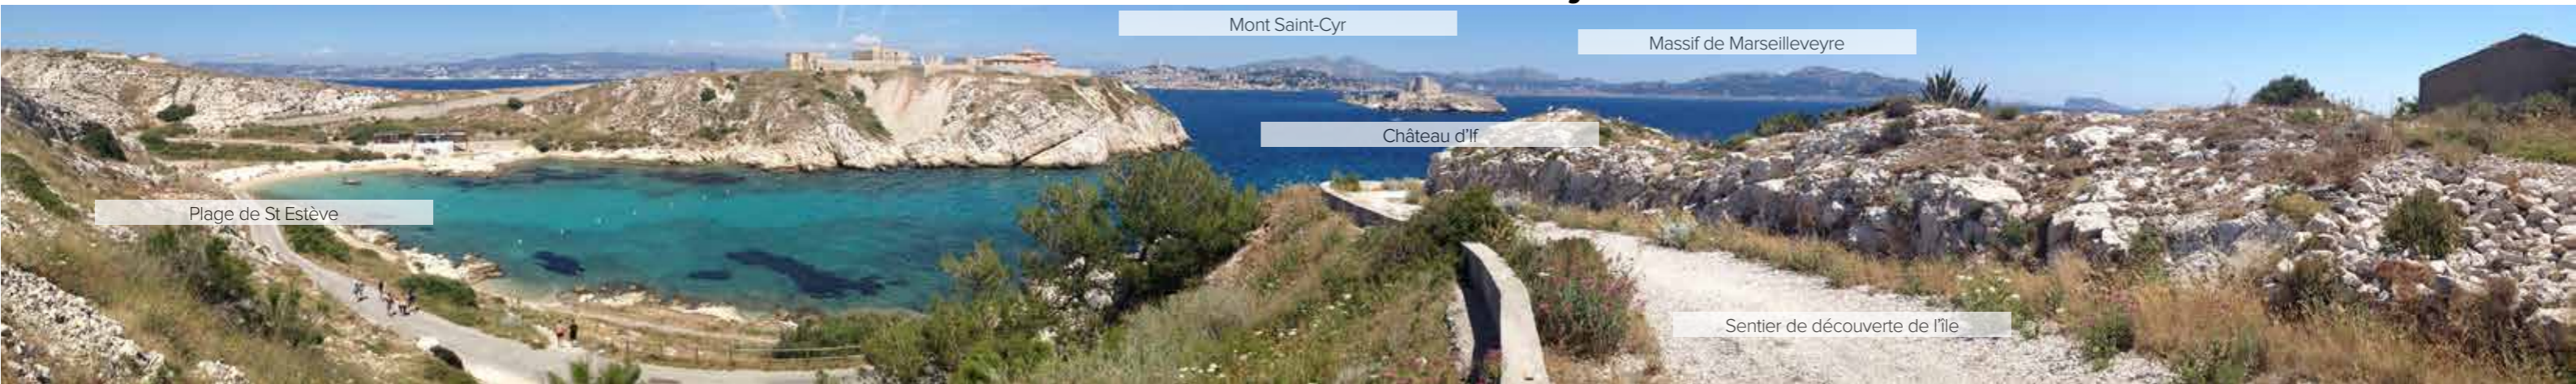 Mont Saint-Cyr
Massif de Marseilleveyre
Château d'If
Plage de St Estève
Sentier de découverte de l'île